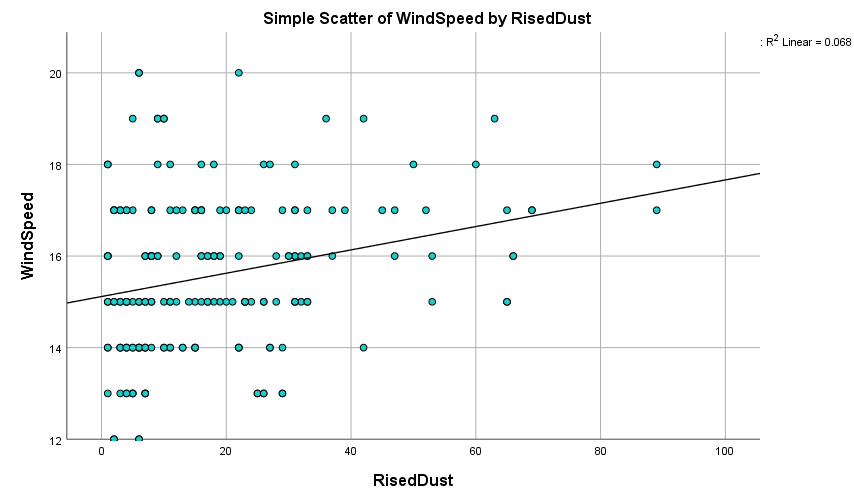 Simple Scatter of WindSpeed by RisedDust
: R2 Linear = 0.068
20
18
16
14
12
WindSpeed
0 20 40 60 80 100
RisedDust